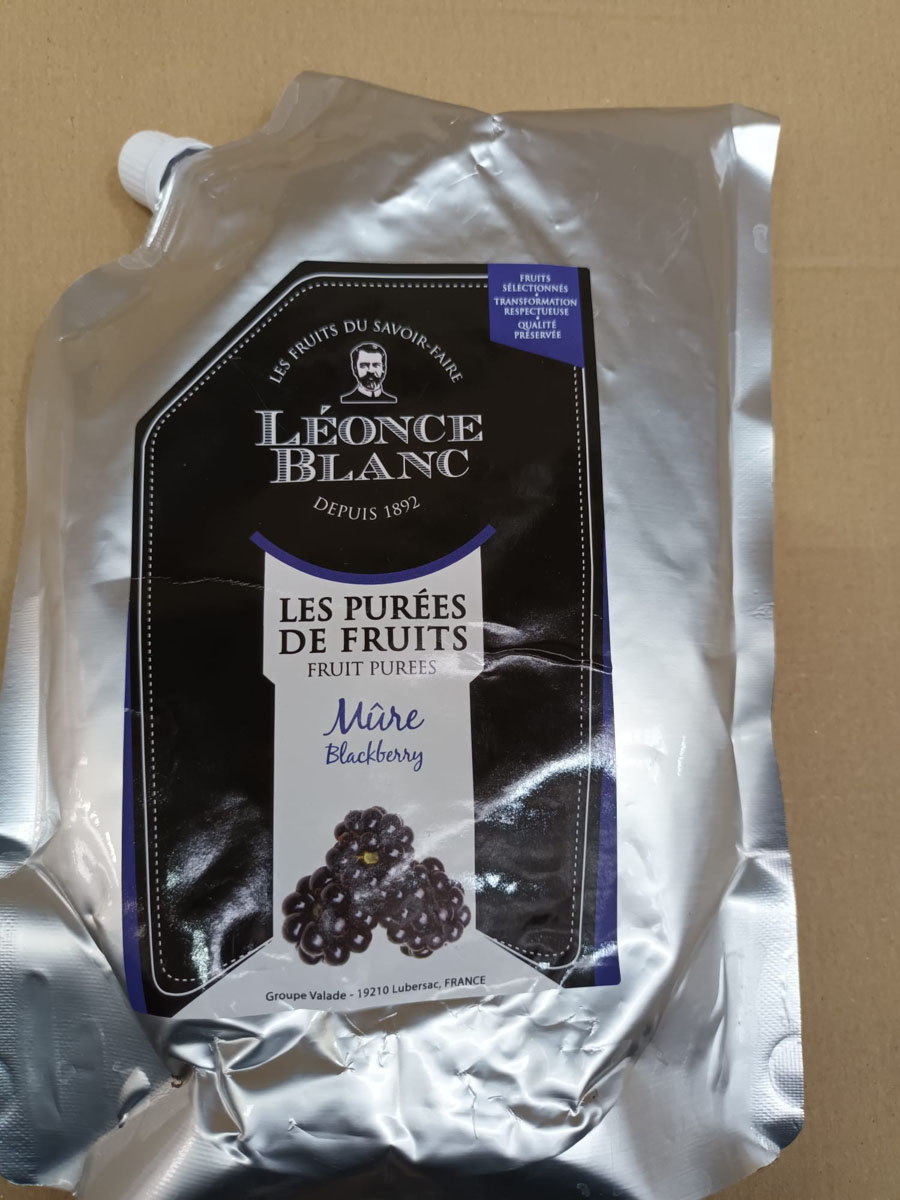 FRUITS
SÉLECTIONNÉS
•
TRANSFORMATION
RESPECTUEUSE
•
QUALITÉ
PRÉSERVÉE
LES FRUITS DU SAVOIR-FAIRE
LÉONCE
BLANC
DEPUIS 1892
LES PURÉES
DE FRUITS
FRUIT PUREES
Mûre
Blackberry
Groupe Valade - 19210 Lubersac, FRANCE